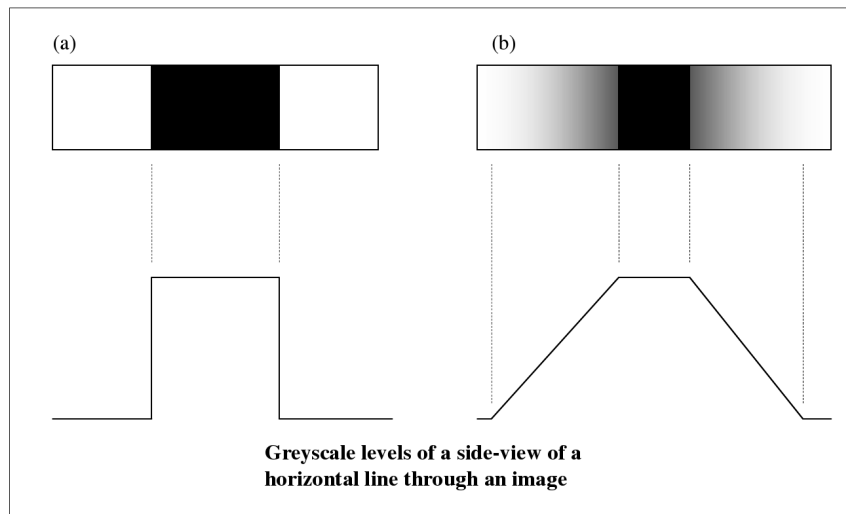 (a)
(b)
Greyscale levels of a side-view of a
horizontal line through an image